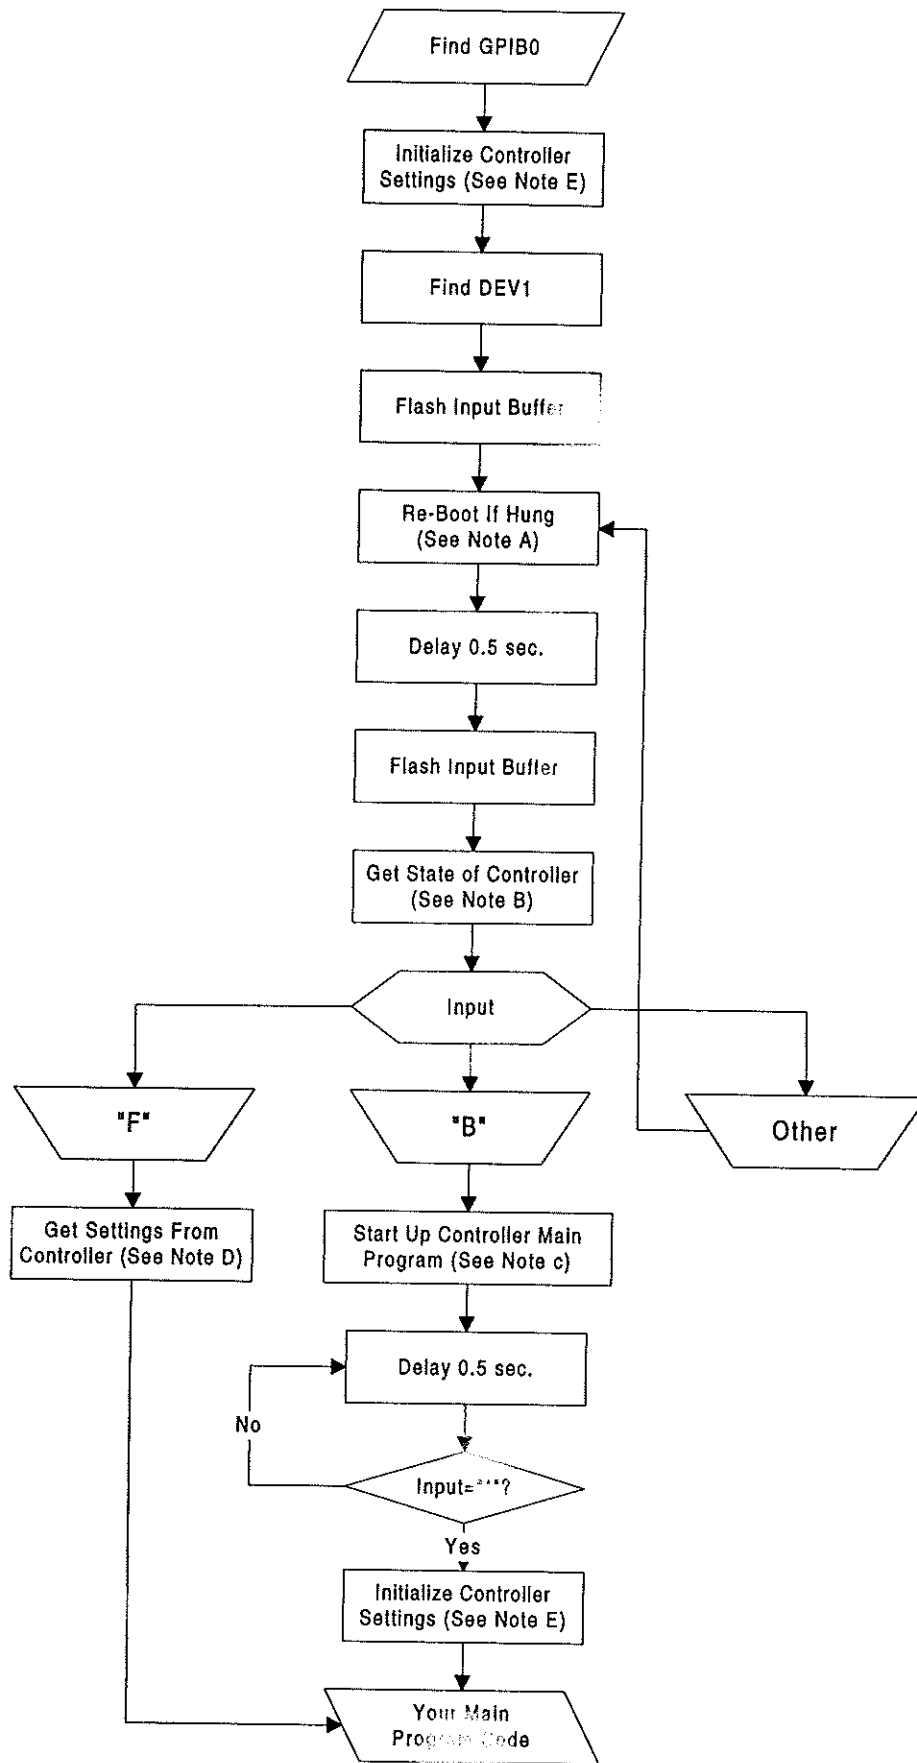 Find GPIB0
Initialize Controller
Settings (See Note E)
Find DEV1
Flash Input Buffer
Re-Boot If Hung
(See Note A)
Delay 0.5 sec.
Flash Input Buffer
Get State of Controller
(See Note B)
Input
"F"
"B"
Other
Get Settings From
Controller (See Note D)
Start Up Controller Main
Program (See Note c)
Delay 0.5 sec.
No
Input="*"?
Yes
Initialize Controller
Settings (See Note E)
Your Main
Program Code